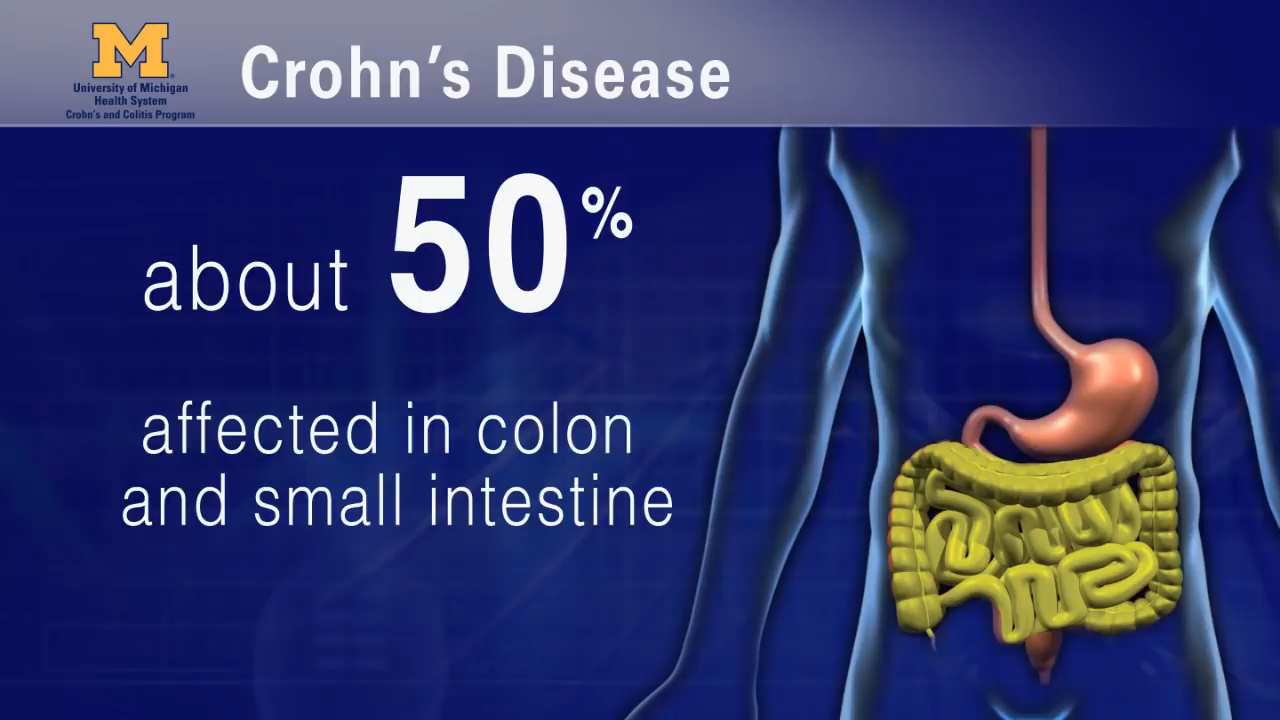 M
University of Michigan
Health System
Crohn's and Colitis Program
Crohn's Disease
about 50%
affected in colon
and small intestine